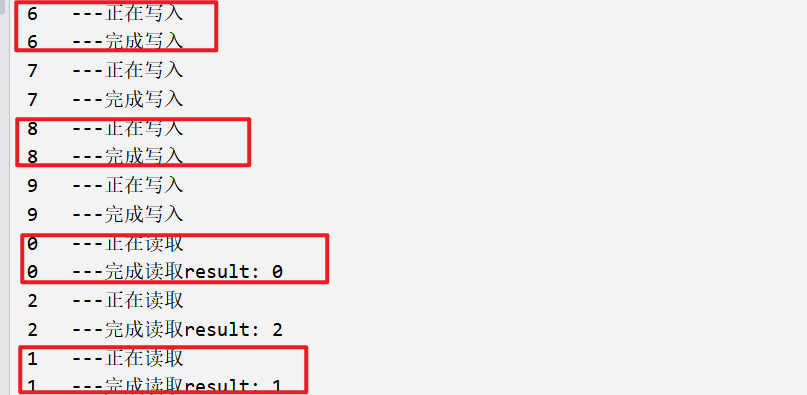 6 ---正在写入
6 ---完成写入
7 ---正在写入
7 ---完成写入
8 ---正在写入
8 ---完成写入
9 ---正在写入
9 ---完成写入
0 ---正在读取
0 ---完成读取result: 0
2 ---正在读取
2 ---完成读取result: 2
1 ---正在读取
1 ---完成读取result: 1